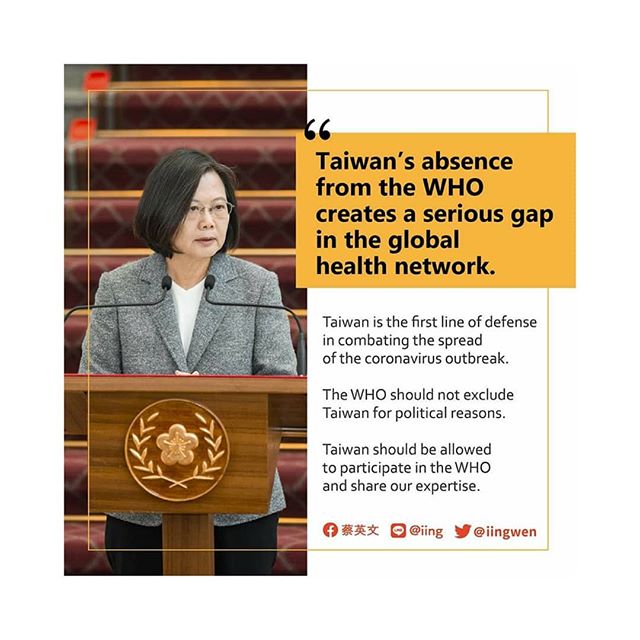 “
Taiwan’s absence
from the WHO
creates a serious gap
in the global
health network.
Taiwan is the first line of defense
in combating the spread
of the coronavirus outbreak.
The WHO should not exclude
Taiwan for political reasons.
Taiwan should be allowed
to participate in the WHO
and share our expertise.
蔡英文 LINE @iing @iingwen